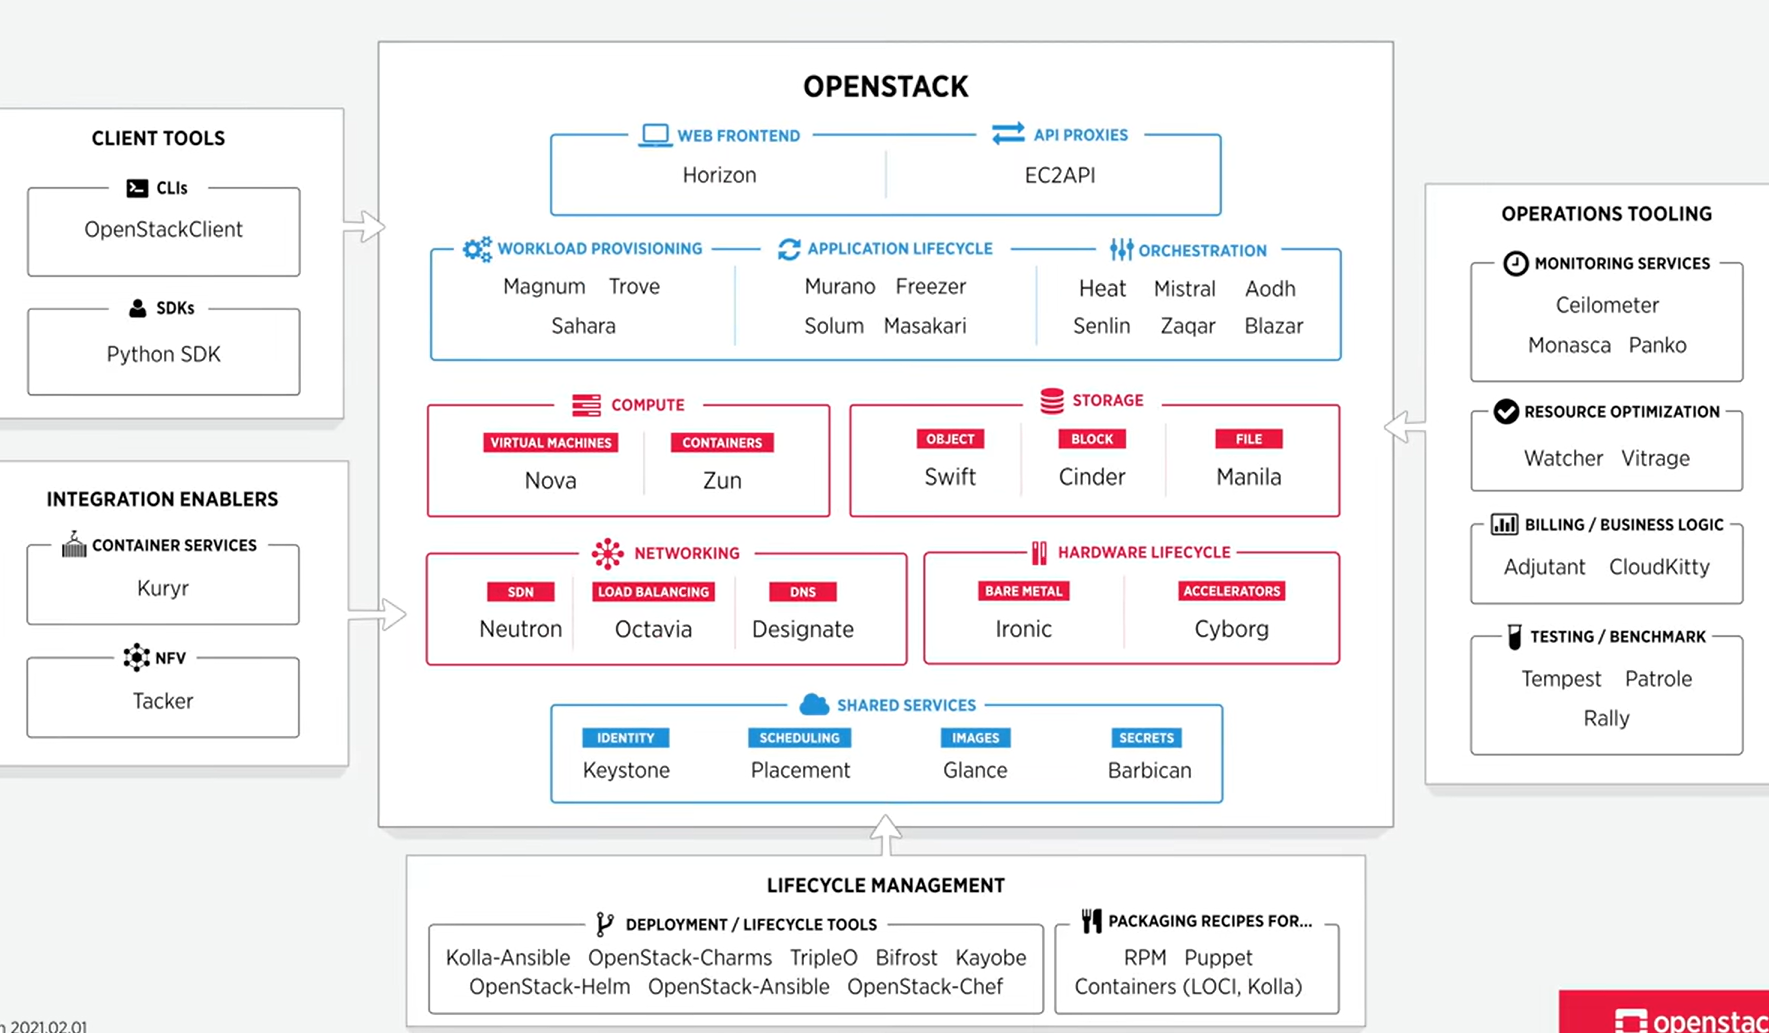 OPENSTACK
WEB FRONTEND
Horizon
API PROXIES
EC2API
WORKLOAD PROVISIONING
Magnum Trove
Sahara
APPLICATION LIFECYCLE
Murano Freezer
Solum Masakari
ORCHESTRATION
Heat Mistral Aodh
Senlin Zaqar Blazar
COMPUTE
VIRTUAL MACHINES
Nova
CONTAINERS
Zun
STORAGE
OBJECT
Swift
BLOCK
Cinder
FILE
Manila
NETWORKING
SDN
Neutron
LOAD BALANCING
Octavia
DNS
Designate
HARDWARE LIFECYCLE
BARE METAL
Ironic
ACCELERATORS
Cyborg
SHARED SERVICES
IDENTITY
Keystone
SCHEDULING
Placement
IMAGES
Glance
SECRETS
Barbican
CLIENT TOOLS
CLIs
OpenStackClient
SDKs
Python SDK
INTEGRATION ENABLERS
CONTAINER SERVICES
Kuryr
NFV
Tacker
OPERATIONS TOOLING
MONITORING SERVICES
Ceilometer
Monasca Panko
RESOURCE OPTIMIZATION
Watcher Vitrage
BILLING / BUSINESS LOGIC
Adjutant CloudKitty
TESTING / BENCHMARK
Tempest Patrole
Rally
LIFECYCLE MANAGEMENT
DEPLOYMENT / LIFECYCLE TOOLS
Kolla-Ansible OpenStack-Charms TripleO Bifrost Kayobe
OpenStack-Helm OpenStack-Ansible OpenStack-Chef
PACKAGING RECIPES FOR...
RPM Puppet
Containers (LOCI, Kolla)
2021.02.01
openstac